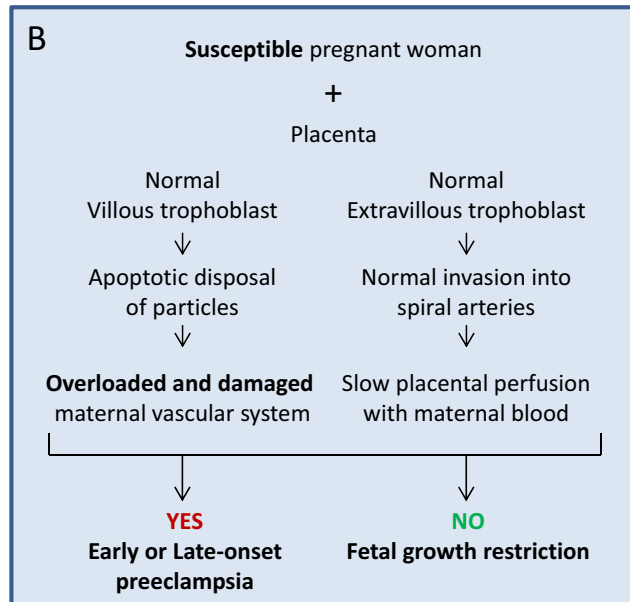 B
Susceptible pregnant woman
+
Placenta
Normal
Villous trophoblast
Normal
Extravillous trophoblast
Apoptotic disposal
of particles
Normal invasion into
spiral arteries
Overloaded and damaged
maternal vascular system
Slow placental perfusion
with maternal blood
YES
Early or Late-onset
preeclampsia
NO
Fetal growth restriction